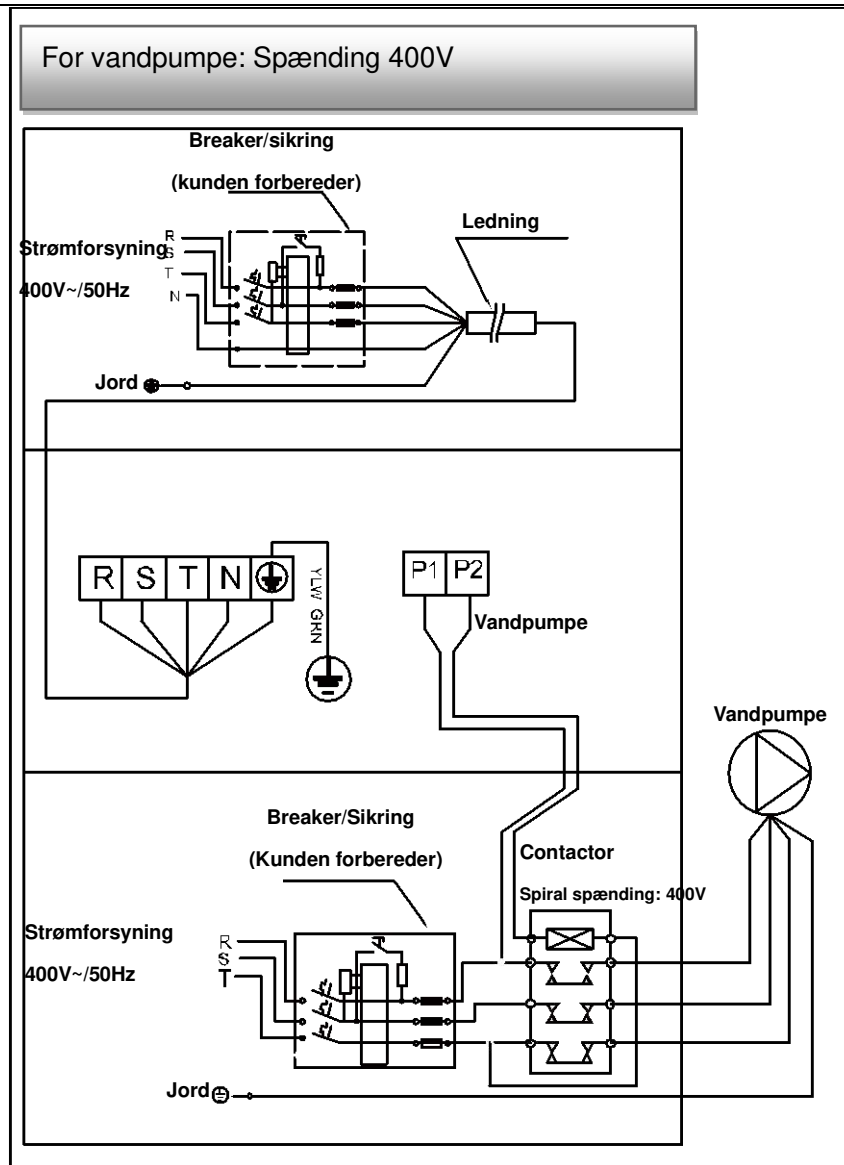 For vandpumpe: Spænding 400V
Breaker/sikring
(kunden forbereder)
Ledning
Strømforsyning
400V~/50Hz
R
S
T
N
Jord
R S T N
YLW GRN
P1 P2
Vandpumpe
Vandpumpe
Breaker/Sikring
(Kunden forbereder)
Contactor
Spiral spænding: 400V
Strømforsyning
400V~/50Hz
R
S
T
Jord